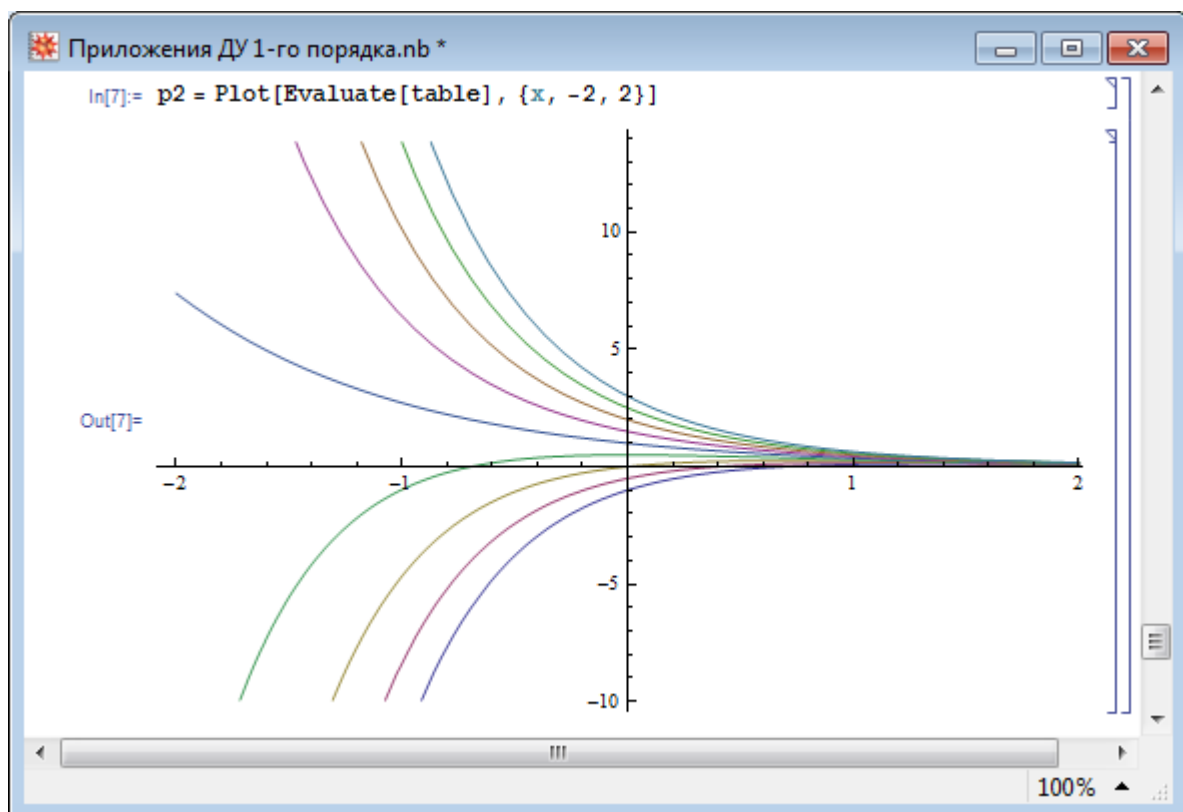 Приложения ДУ 1-го порядка.nb *
In[7]:= p2 = Plot[Evaluate[table], {x, -2, 2}]
10
5
Out[7]=
-2 -1 1 2
-5
-10
100%